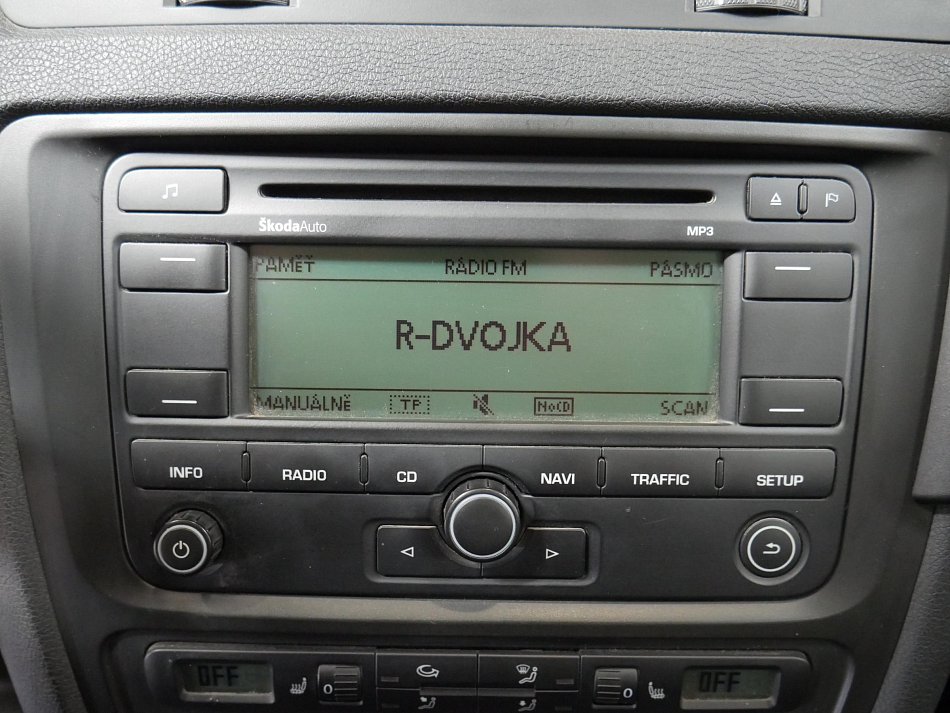 ŠkodaAuto
MP3
PAMĚŤ RÁDIO FM PÁSMO
R-DVOJKA
MANUÁLNĚ TP NoCD SCAN
INFO RADIO CD NAVI TRAFFIC SETUP
OFF OFF